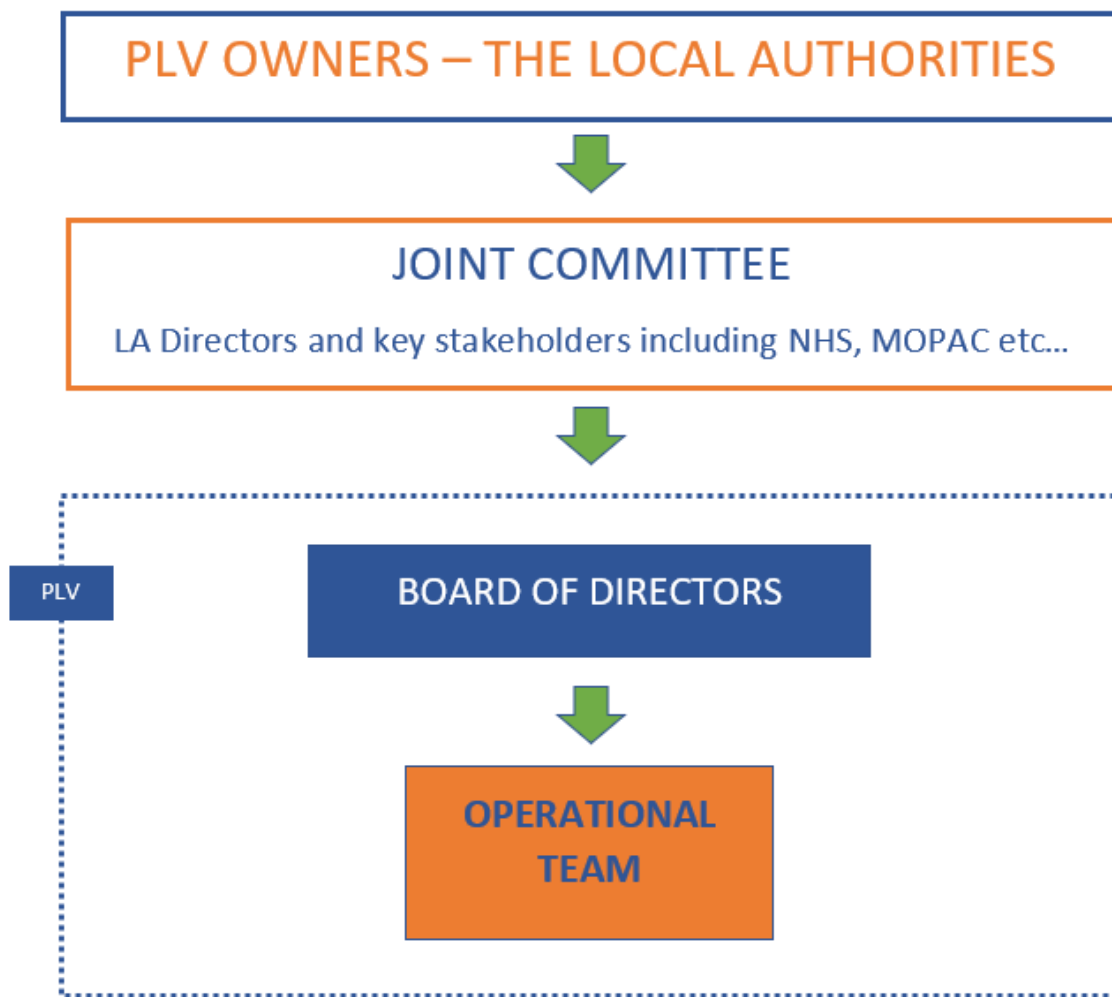 PLV OWNERS – THE LOCAL AUTHORITIES
JOINT COMMITTEE
LA Directors and key stakeholders including NHS, MOPAC etc...
PLV
BOARD OF DIRECTORS
OPERATIONAL
TEAM